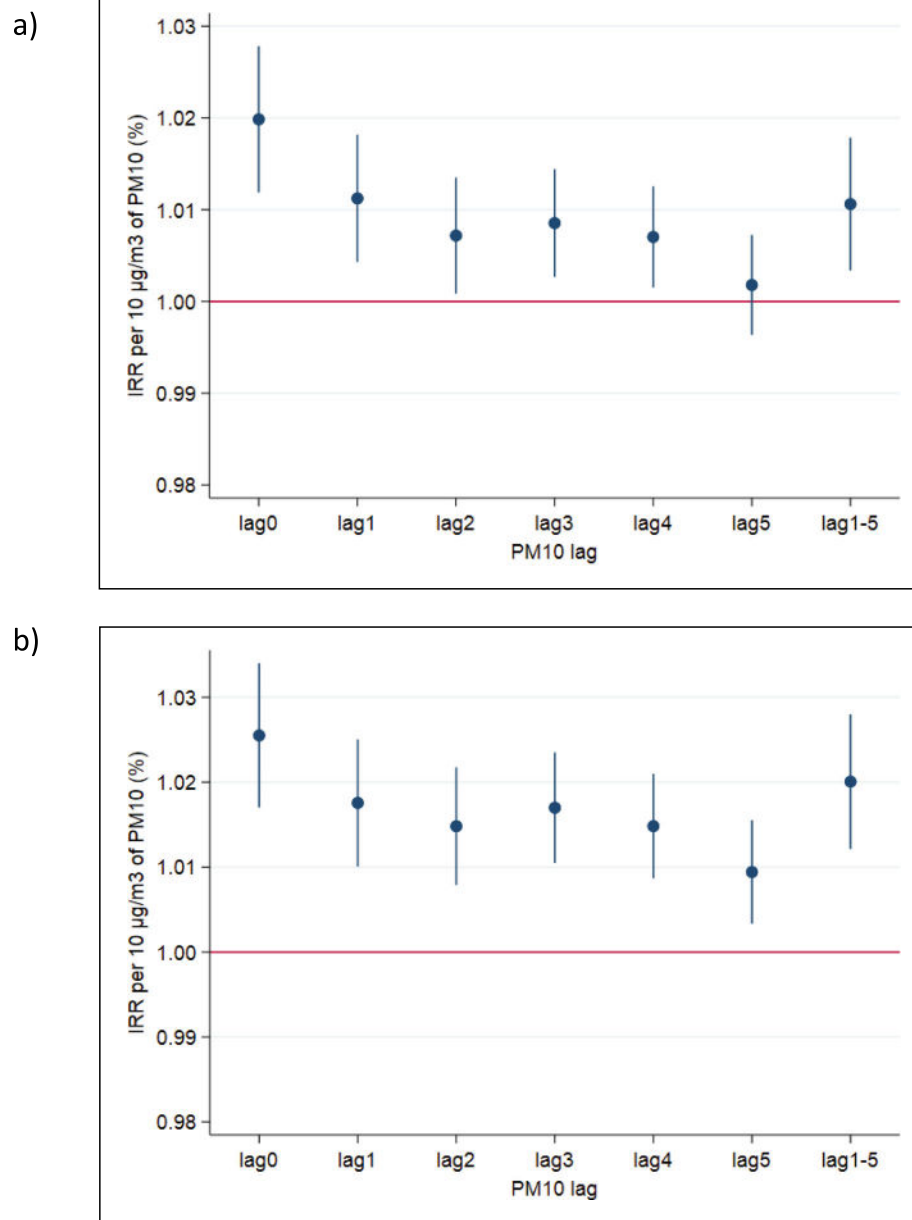 a)
IRR per 10 µg/m3 of PM10 (%)
1.03
1.02
1.01
1.00
0.99
0.98
lag0 lag1 lag2 lag3 lag4 lag5 lag1-5
PM10 lag
b)
IRR per 10 µg/m3 of PM10 (%)
1.03
1.02
1.01
1.00
0.99
0.98
lag0 lag1 lag2 lag3 lag4 lag5 lag1-5
PM10 lag